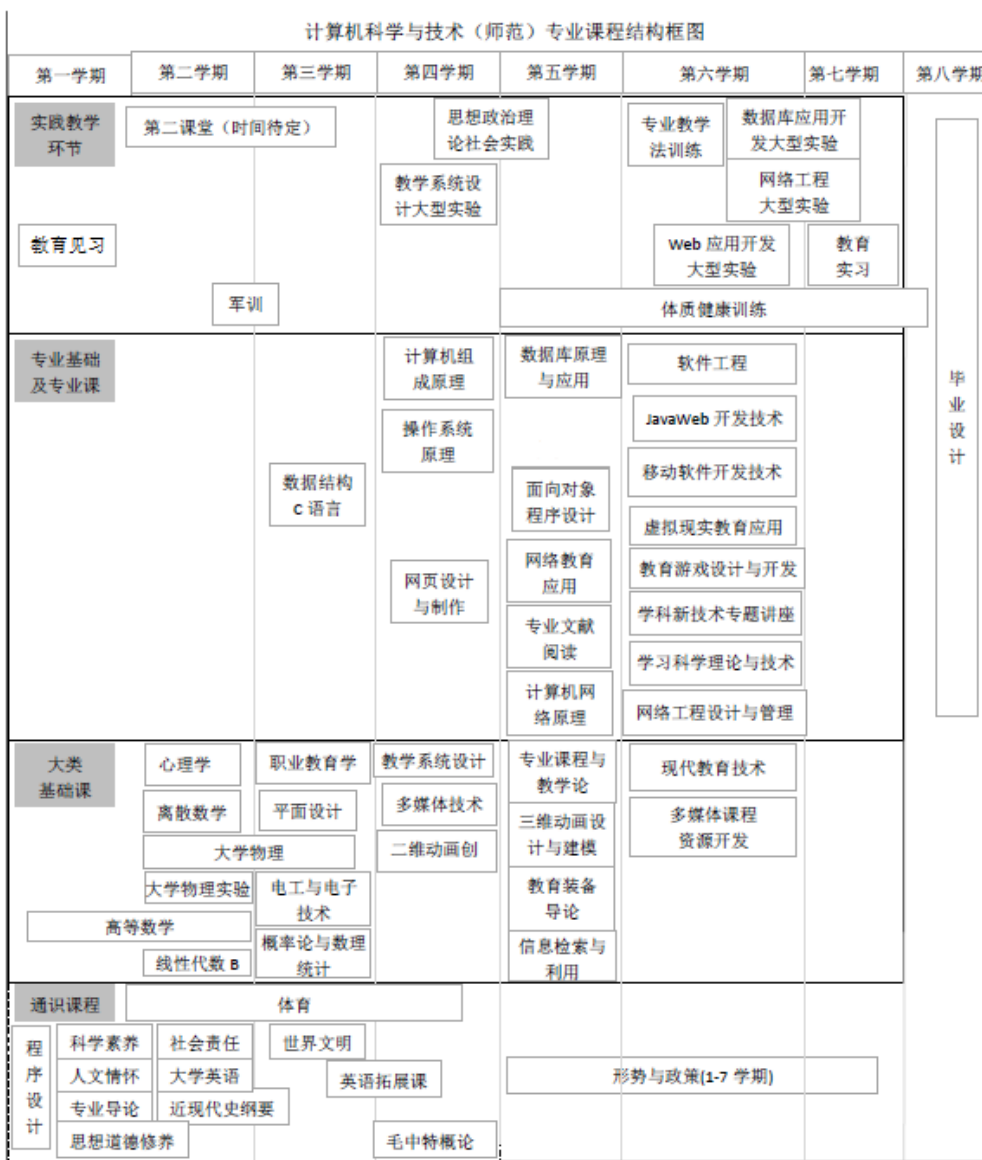 计算机科学与技术（师范）专业课程结构框图
第一学期
第二学期
第三学期
第四学期
第五学期
第六学期
第七学期
第八学期
实践教学
环节
第二课堂（时间待定）
思想政治理
论社会实践
专业教学
法训练
数据库应用开
发大型实验
教学系统设
计大型实验
网络工程
大型实验
教育见习
Web 应用开发
大型实验
教育
实习
军训
体质健康训练
毕
业
设
计
专业基础
及专业课
计算机组
成原理
数据库原理
与应用
软件工程
操作系统
原理
JavaWeb 开发技术
数据结构
C 语言
面向对象
程序设计
移动软件开发技术
虚拟现实教育应用
网页设计
与制作
网络教育
应用
教育游戏设计与开发
专业文献
阅读
学科新技术专题讲座
学习科学理论与技术
计算机网
络原理
网络工程设计与管理
大类
基础课
心理学
职业教育学
教学系统设计
专业课程与
教学论
现代教育技术
离散数学
平面设计
多媒体技术
三维动画设
计与建模
多媒体课程
资源开发
大学物理
二维动画创
大学物理实验
电工与电子
技术
教育装备
导论
高等数学
线性代数 B
概率论与数理
统计
信息检索与
利用
通识课程
体育
程
序
设
计
科学素养
社会责任
世界文明
人文情怀
大学英语
英语拓展课
形势与政策(1-7 学期)
专业导论
近现代史纲要
思想道德修养
毛中特概论